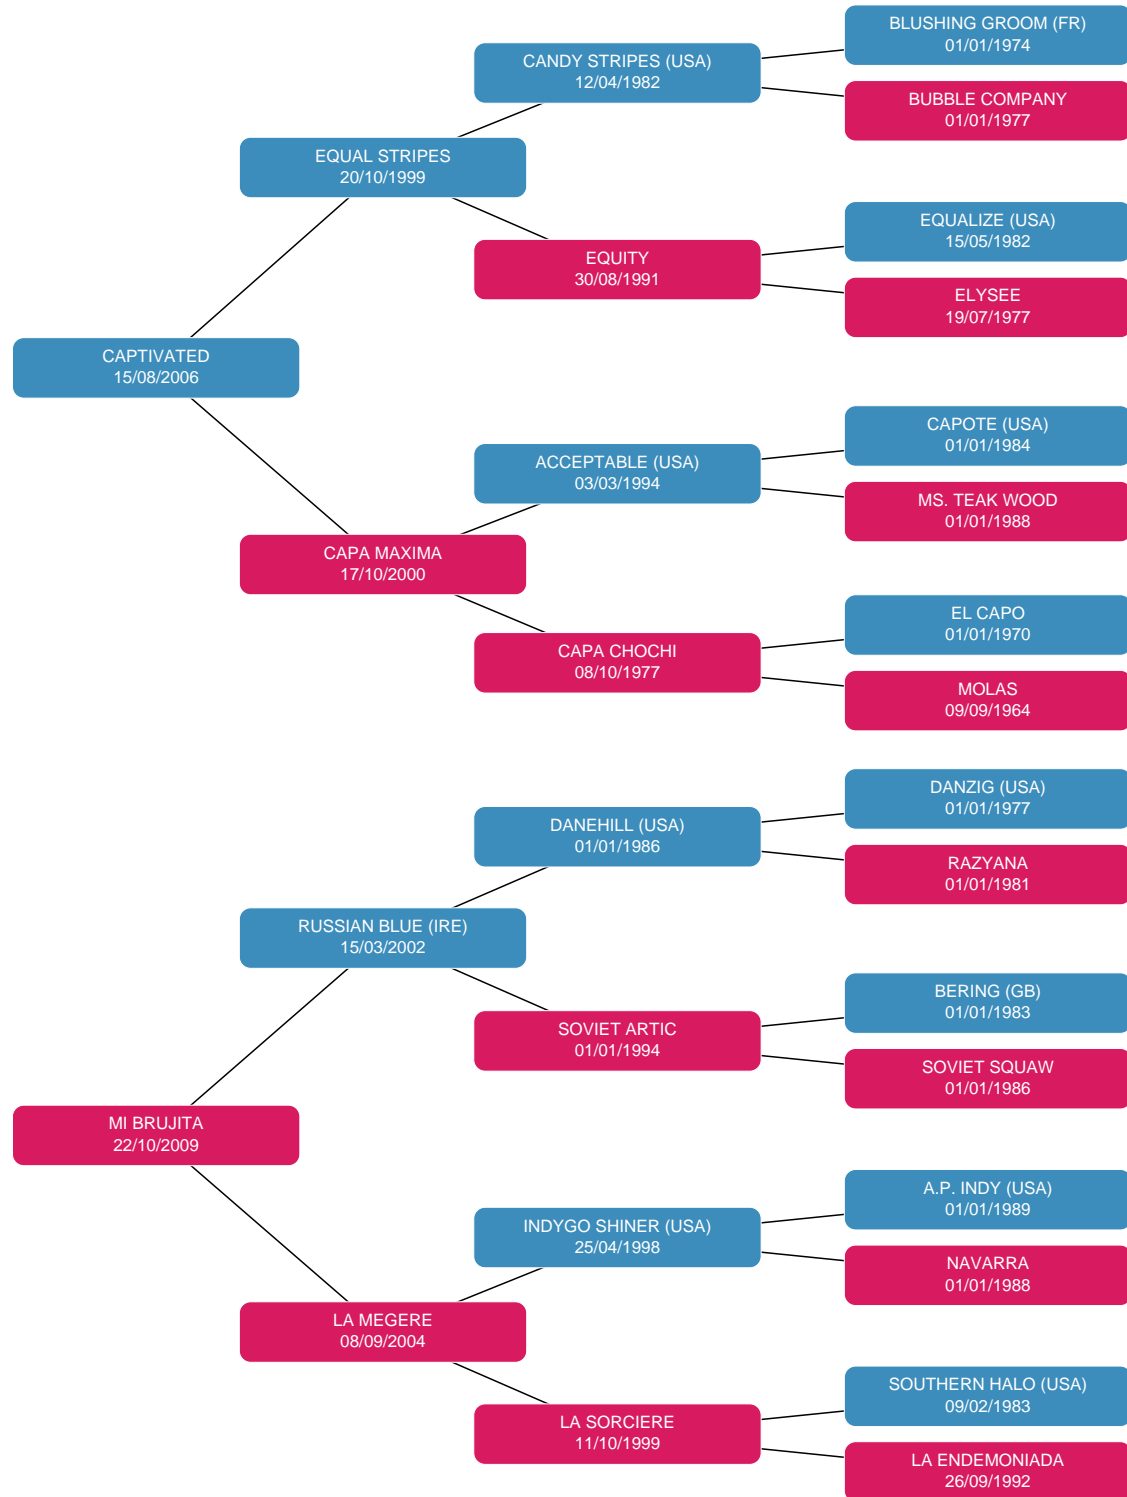 BLUSHING GROOM (FR)
01/01/1974
CANDY STRIPES (USA)
12/04/1982
BUBBLE COMPANY
01/01/1977
EQUAL STRIPES
20/10/1999
EQUALIZE (USA)
15/05/1982
EQUITY
30/08/1991
ELYSEE
19/07/1977
CAPTIVATED
15/08/2006
CAPOTE (USA)
01/01/1984
ACCEPTABLE (USA)
03/03/1994
MS. TEAK WOOD
01/01/1988
CAPA MAXIMA
17/10/2000
EL CAPO
01/01/1970
CAPA CHOCHI
08/10/1977
MOLAS
09/09/1964
DANZIG (USA)
01/01/1977
DANEHILL (USA)
01/01/1986
RAZYANA
01/01/1981
RUSSIAN BLUE (IRE)
15/03/2002
BERING (GB)
01/01/1983
SOVIET ARTIC
01/01/1994
SOVIET SQUAW
01/01/1986
MI BRUJITA
22/10/2009
A.P. INDY (USA)
01/01/1989
INDYGO SHINER (USA)
25/04/1998
NAVARRA
01/01/1988
LA MEGERE
08/09/2004
SOUTHERN HALO (USA)
09/02/1983
LA SORCIERE
11/10/1999
LA ENDEMONIADA
26/09/1992